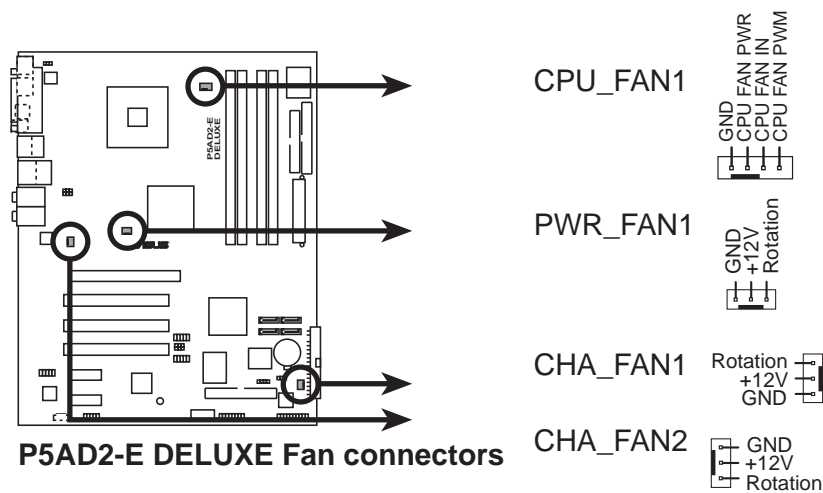 P5AD2-E
DELUXE
CPU_FAN1
GND
CPU FAN PWR
CPU FAN IN
CPU FAN PWM
PWR_FAN1
GND
+12V
Rotation
CHA_FAN1
Rotation
+12V
GND
CHA_FAN2
GND
+12V
Rotation
P5AD2-E DELUXE Fan connectors